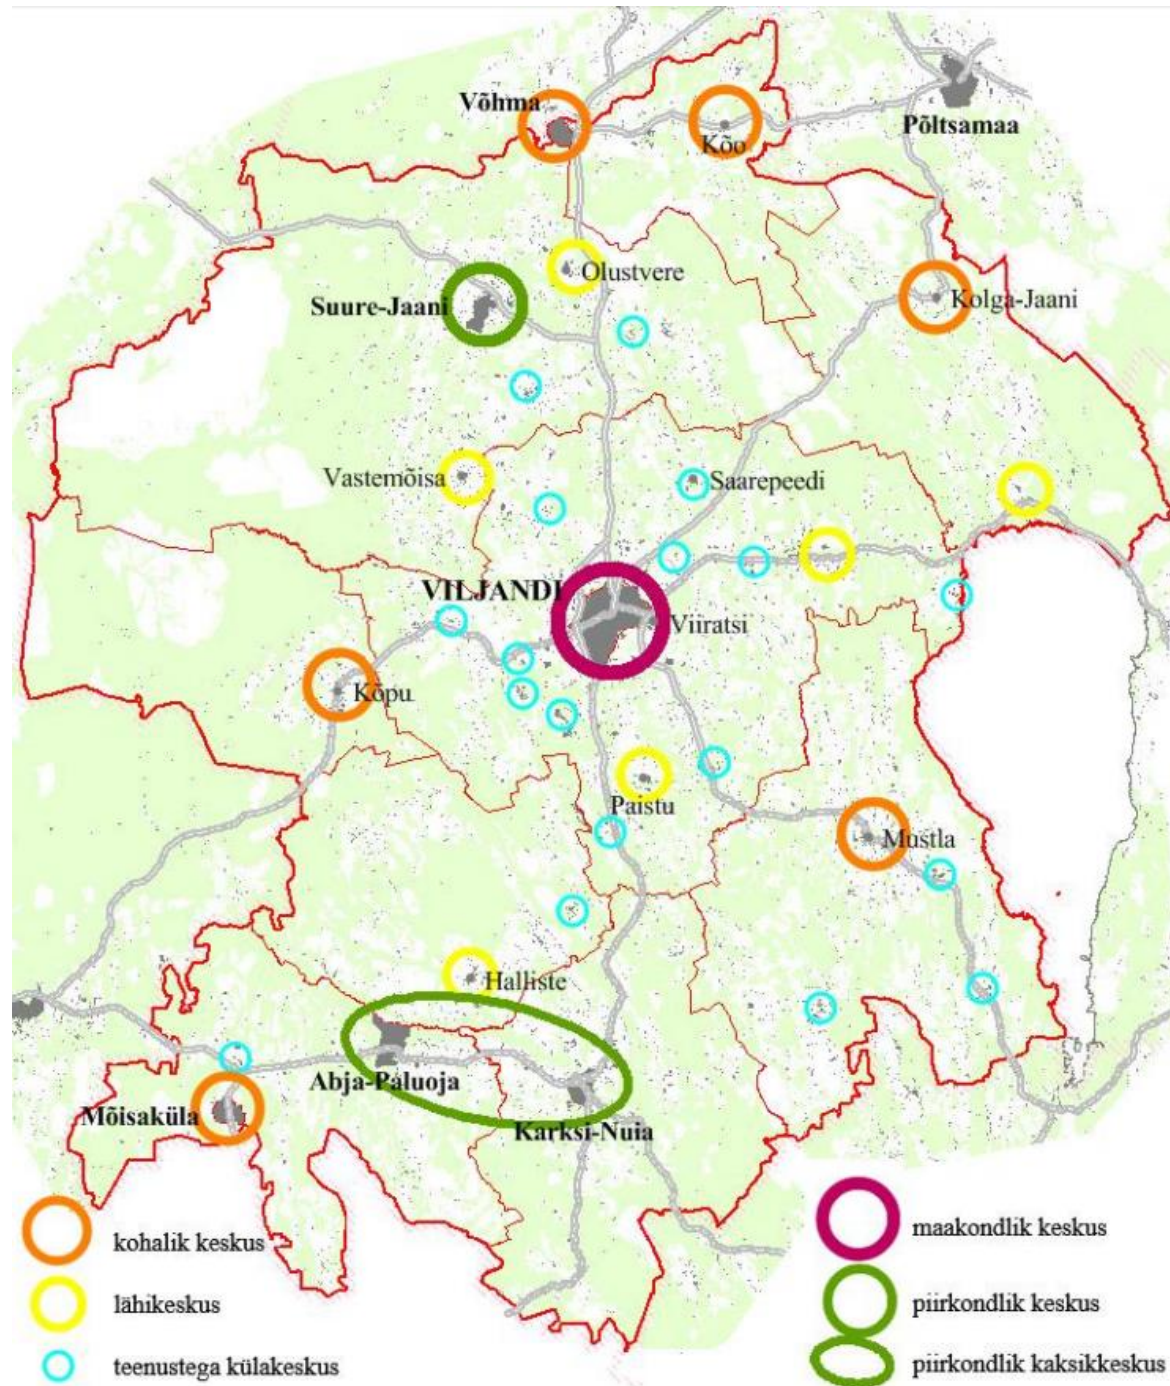 Võhma
Kõo
Põltsamaa
Olustvere
Suure-Jaani
Kolga-Jaani
Vastemõisa
Saarepeedi
VILJANDI
Viiratsi
Kõpu
Paistu
Mustla
Halliste
Abja-Paluoja
Mõisaküla
Karksi-Nuia
kohalik keskus
lähikeskus
teenustega külakeskus
maakondlik keskus
piirkondlik keskus
piirkondlik kaksikkeskus